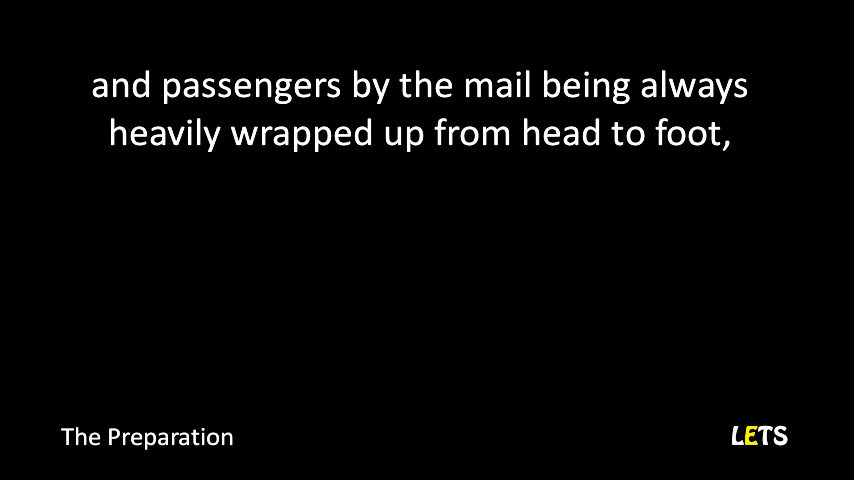 and passengers by the mail being always
heavily wrapped up from head to foot,
The Preparation
LETS